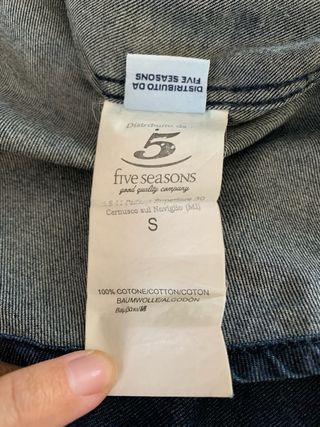 DISTRIBUITO DA
FIVE SEASONS
Distribuito da
5
five seasons
good quality company
Cernusco sul Naviglio (MI)
S
100% COTONE/COTTON/COTON
BAUMWOLLE/ALGODON